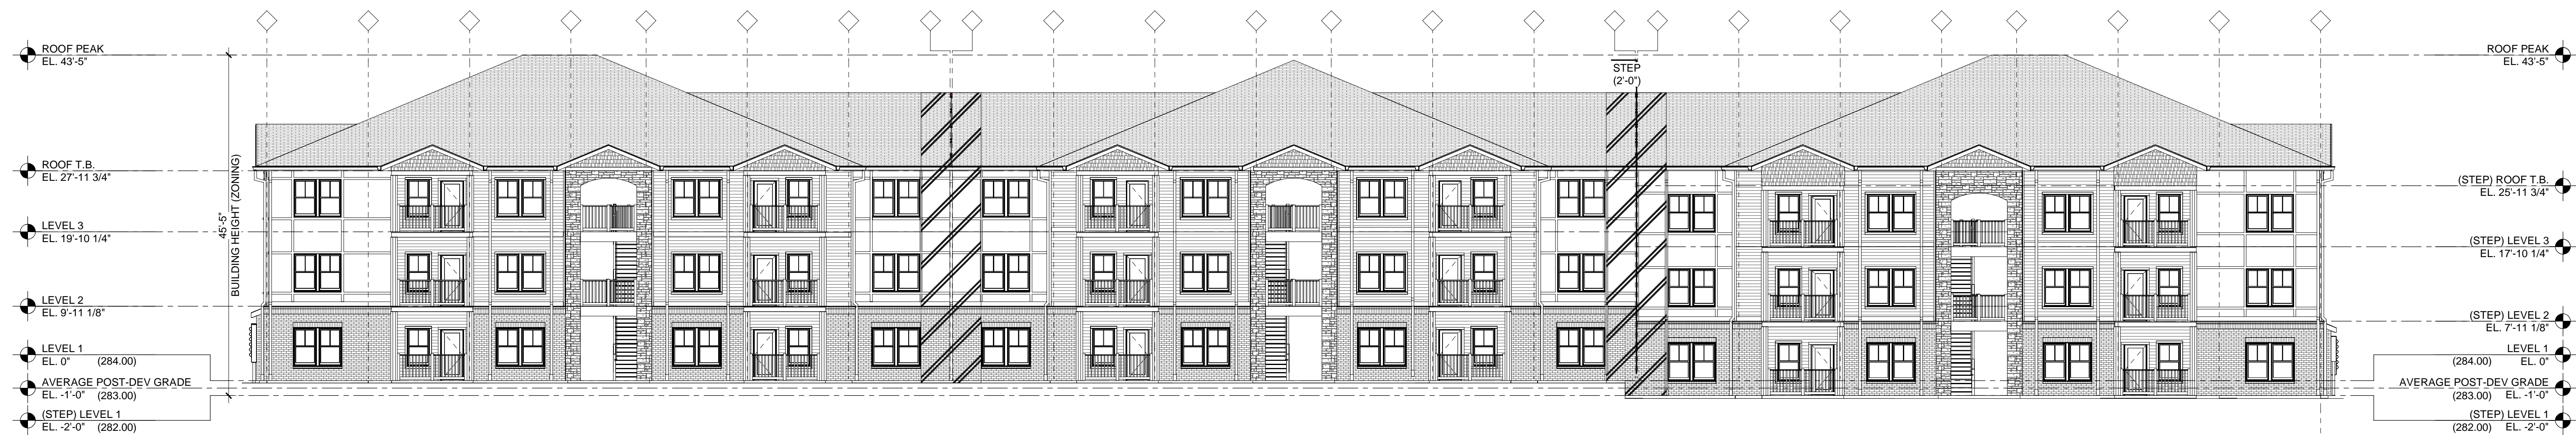 ROOF PEAK
EL. 43'-5"
ROOF T.B.
EL. 27'-11 3/4"
LEVEL 3
EL. 19'-10 1/4"
LEVEL 2
EL. 9'-11 1/8"
LEVEL 1
EL. 0" (284.00)
AVERAGE POST-DEV GRADE
EL. -1'-0" (283.00)
(STEP) LEVEL 1
EL. -2'-0" (282.00)
45'-5"
BUILDING HEIGHT (ZONING)
STEP
(2'-0")
ROOF PEAK
EL. 43'-5"
(STEP) ROOF T.B.
EL. 25'-11 3/4"
(STEP) LEVEL 3
EL. 17'-10 1/4"
(STEP) LEVEL 2
EL. 7'-11 1/8"
LEVEL 1
(284.00) EL. 0"
AVERAGE POST-DEV GRADE
(283.00) EL. -1'-0"
(STEP) LEVEL 1
(282.00) EL. -2'-0"